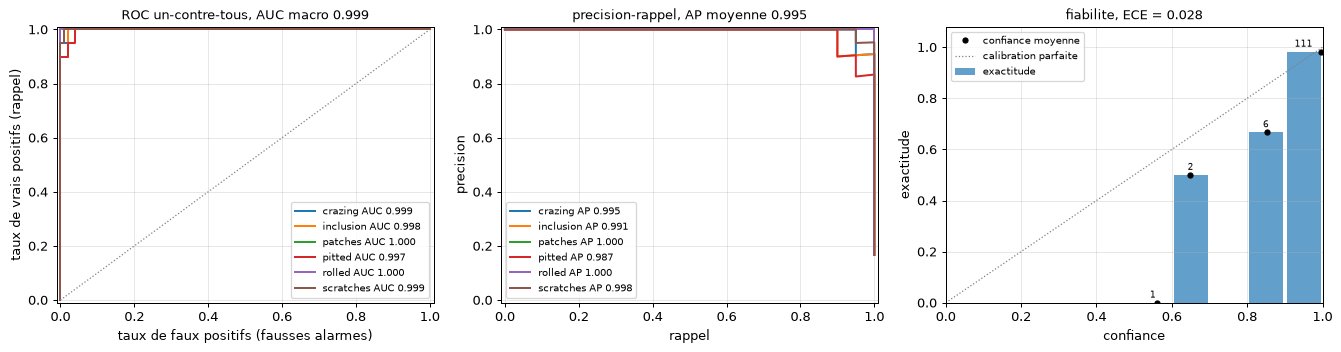 ROC un-contre-tous, AUC macro 0.999
taux de vrais positifs (rappel)
1.0
0.8
0.6
0.4
0.2
0.0
crazing AUC 0.999
inclusion AUC 0.998
patches AUC 1.000
pitted AUC 0.997
rolled AUC 1.000
scratches AUC 0.999
0.0 0.2 0.4 0.6 0.8 1.0
taux de faux positifs (fausses alarmes)
precision-rappel, AP moyenne 0.995
precision
1.0
0.8
0.6
0.4
0.2
0.0
crazing AP 0.995
inclusion AP 0.991
patches AP 1.000
pitted AP 0.987
rolled AP 1.000
scratches AP 0.998
0.0 0.2 0.4 0.6 0.8 1.0
rappel
fiabilite, ECE = 0.028
exactitude
1.0
0.8
0.6
0.4
0.2
0.0
confiance moyenne
calibration parfaite
exactitude
111
6
2
1
0.0 0.2 0.4 0.6 0.8 1.0
confiance